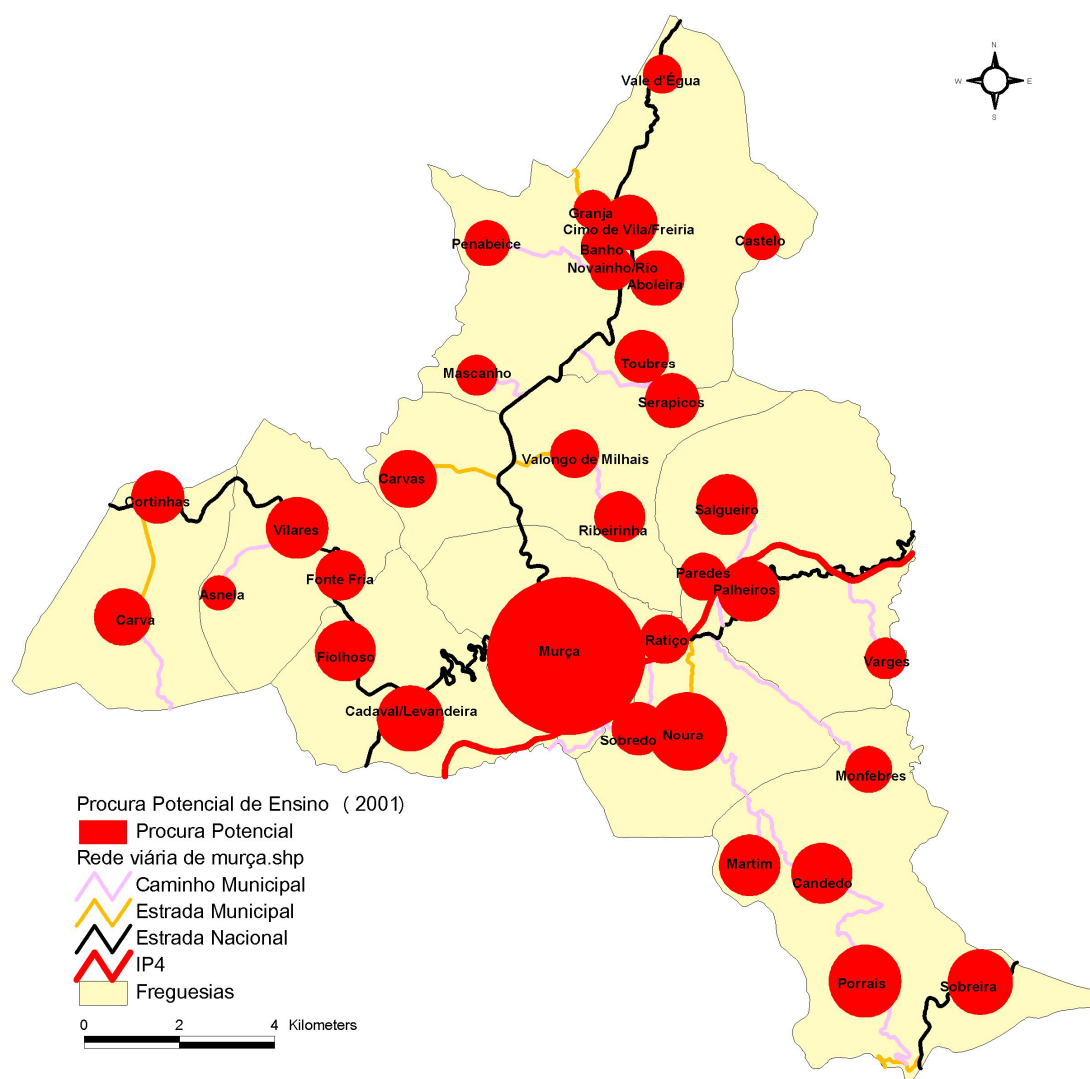 N
W E
S
Vale d'Égua
Granja
Cimo de Vila/Freiria
Penabeice
Banho
Castelo
Novainho/Rio
Aboleira
Toubres
Mascanho
Serapicos
Valongo de Milhais
Carvas
Cortinhas
Salgueiro
Vilares
Ribeirinha
Paredes
Fonte Fria
Palheiros
Asnela
Carva
Ratiço
Murça
Fiolhoso
Varges
Cadaval/Levandeira
Noura
Sobredo
Monfebres
Martim
Candedo
Porrais
Sobreira
Procura Potencial de Ensino ( 2001)
Procura Potencial
Rede viária de murça.shp
Caminho Municipal
Estrada Municipal
Estrada Nacional
IP4
Freguesias
0 2 4 Kilometers